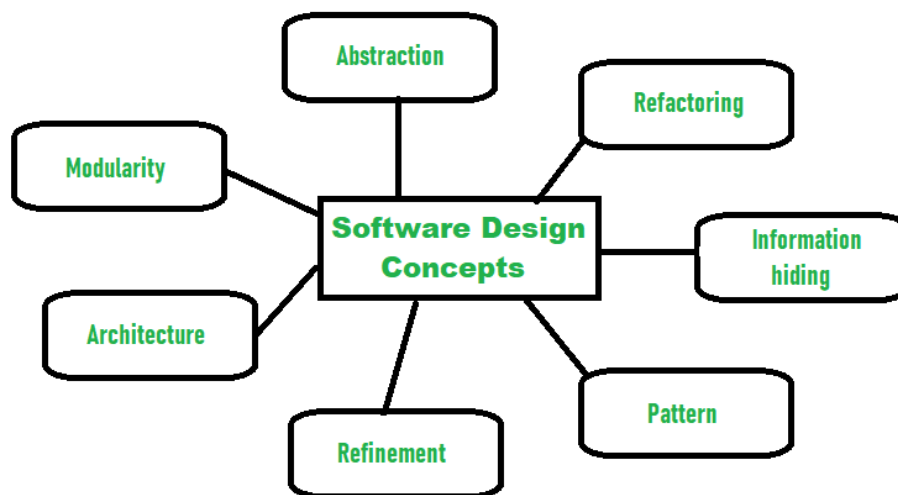 Abstraction
Refactoring
Modularity
Software Design
Concepts
Information
hiding
Architecture
Pattern
Refinement